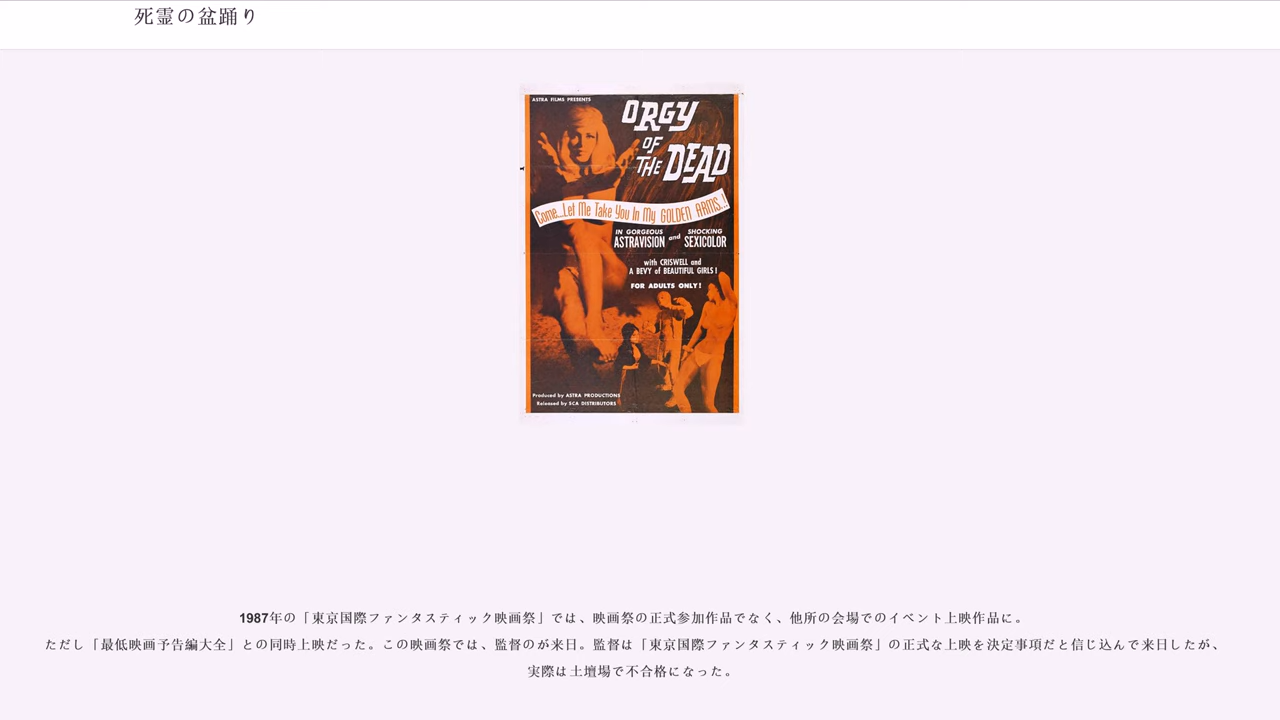 死霊の盆踊り
ASTRA FILMS PRESENTS
ORGY
OF
THE DEAD
Come...Let Me Take You In My GOLDEN ARMS..!
IN GORGEOUS ASTRAVISION and SHOCKING SEXICOLOR
with CRISWELL and
A BEVY of BEAUTIFUL GIRLS!
FOR ADULTS ONLY!
Produced by ASTRA PRODUCTIONS
Released by SCA DISTRIBUTORS
1987年の「東京国際ファンタスティック映画祭」では、映画祭の正式参加作品でなく、他所の会場でのイベント上映作品に。
ただし「最低映画予告編大全」との同時上映だった。この映画祭では、監督のが来日。監督は「東京国際ファンタスティック映画祭」の正式な上映を決定事項だと信じ込んで来日したが、
実際は土壇場で不合格になった。